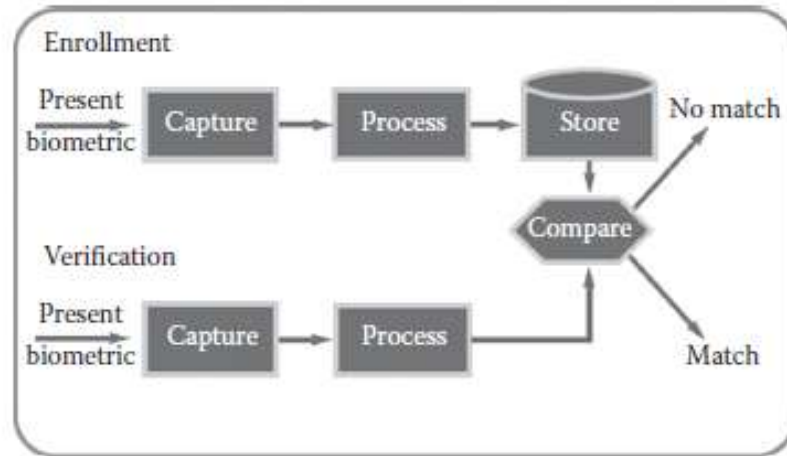 Enrollment
Present
biometric
Capture
Process
Store
No match
Compare
Verification
Present
biometric
Capture
Process
Match